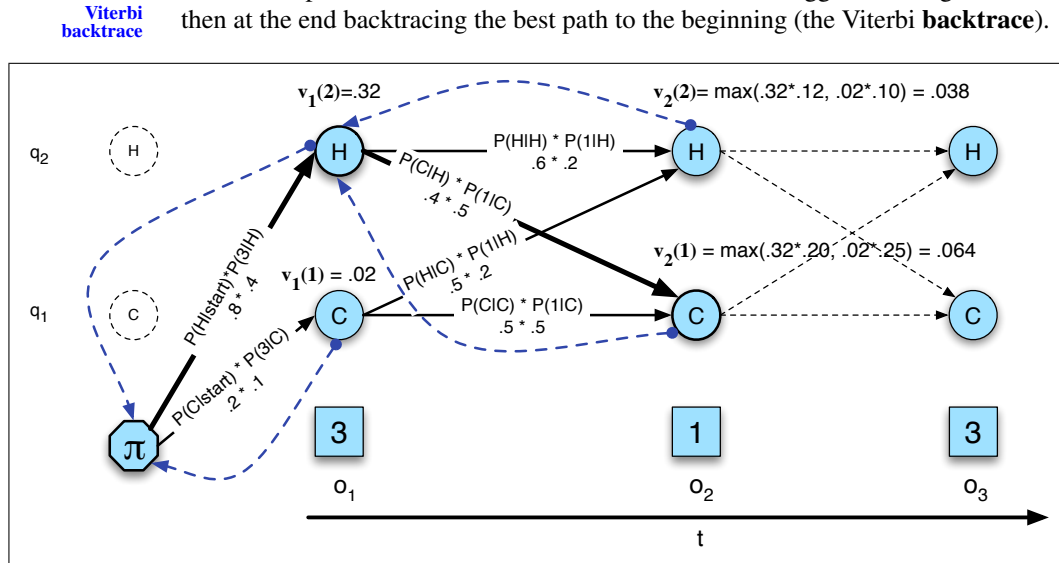 Viterbi
backtrace
then at the end backtracing the best path to the beginning (the Viterbi backtrace).
v1(2)=.32
v2(2)= max(.32*.12, .02*.10) = .038
q2
H
H
P(H|H) * P(1|H)
.6 * .2
H
H
P(C|H) * P(1|C)
.4 * .5
P(H|start)*P(3|H)
.8 * .4
P(H|C) * P(1|H)
.5 * .2
v1(1) = .02
v2(1) = max(.32*.20, .02*.25) = .064
q1
C
C
P(C|C) * P(1|C)
.5 * .5
C
C
P(C|start) * P(3|C)
.2 * .1
π
3
1
3
o1
o2
o3
t